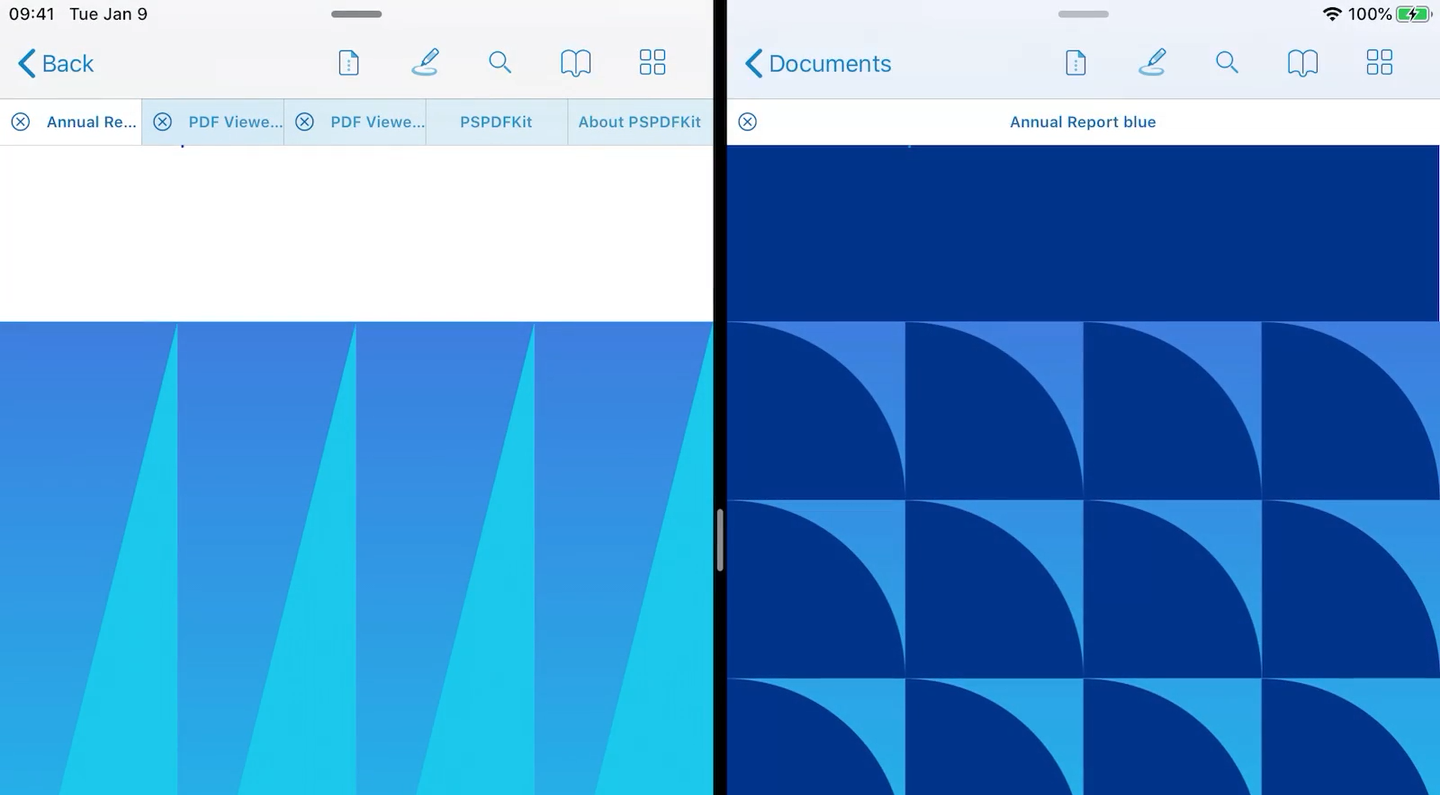 09:41 Tue Jan 9
100%
Back
Documents
Annual Re...
PDF Viewe...
PDF Viewe...
PSPDFKit
About PSPDFKit
Annual Report blue